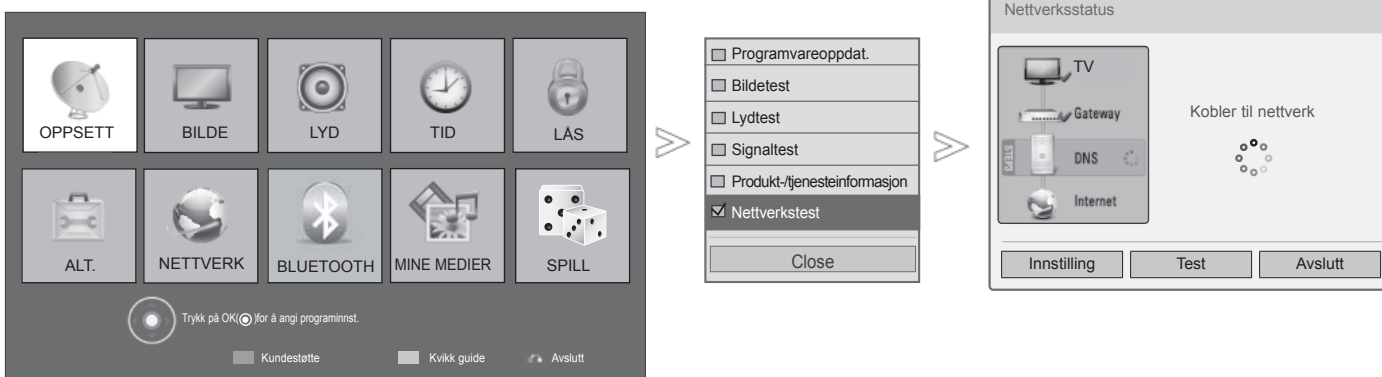 OPPSETT
BILDE
LYD
TID
LÅS
ALT.
NETTVERK
BLUETOOTH
MINE MEDIER
SPILL
Trykk på OK( )for å angi programinnst.
Kundestøtte
Kvikk guide
Avslutt
Programvareoppdat.
Bildetest
Lydtest
Signaltest
Produkt-/tjenesteinformasjon
Nettverkstest
Close
Nettverksstatus
TV
Gateway
STEP3
DNS
Internet
Kobler til nettverk
Innstilling
Test
Avslutt